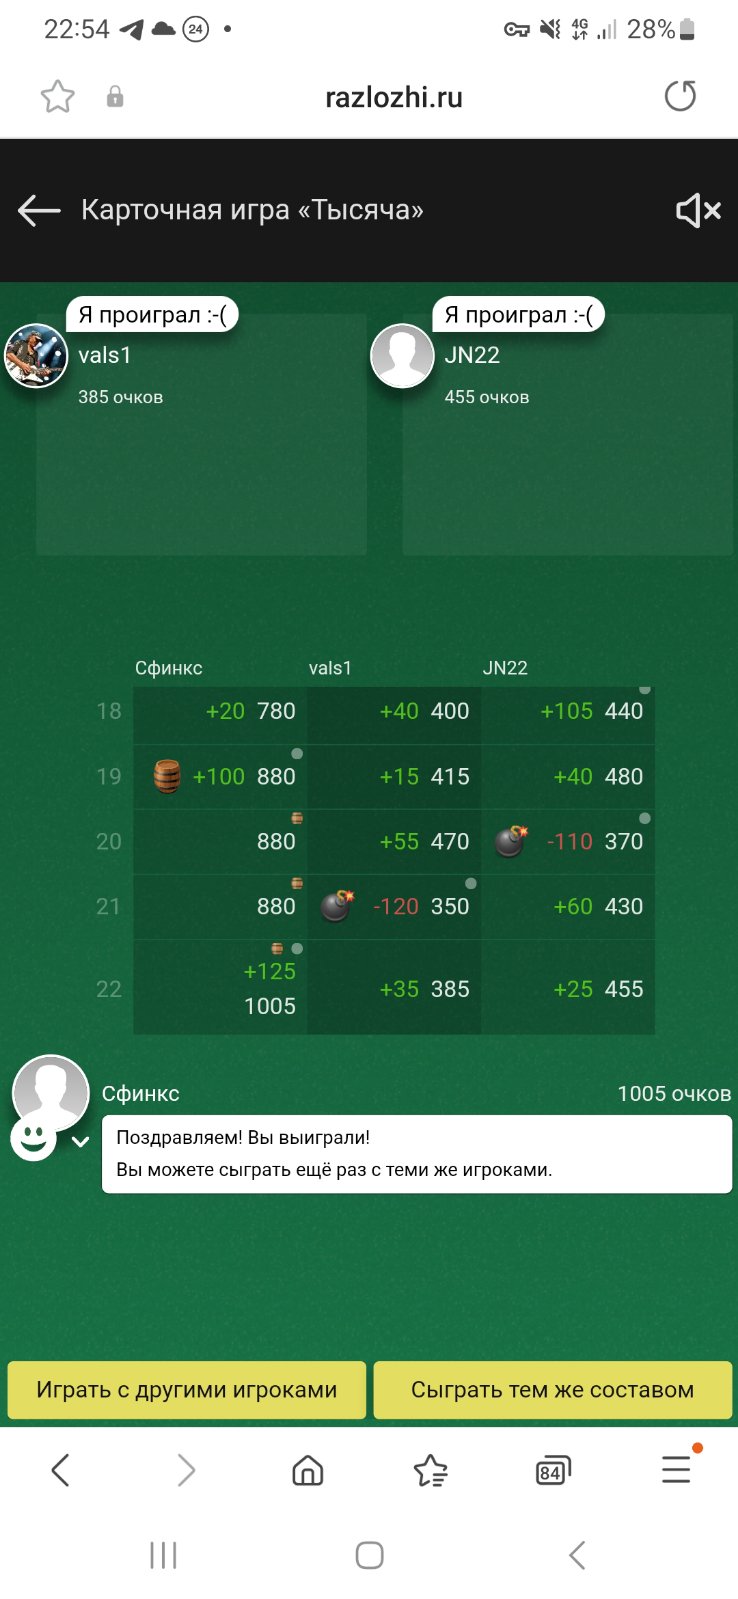 22:54 24 4G 28%
razlozhi.ru
Карточная игра «Тысяча»
Я проиграл :-( Я проиграл :-(
vals1 JN22
385 очков 455 очков
Сфинкс vals1 JN22
18 +20 780 +40 400 +105 440
19 +100 880 +15 415 +40 480
20 880 +55 470 -110 370
21 880 -120 350 +60 430
22 +125 1005 +35 385 +25 455
Сфинкс 1005 очков
Поздравляем! Вы выиграли!
Вы можете сыграть ещё раз с теми же игроками.
Играть с другими игроками Сыграть тем же составом
84